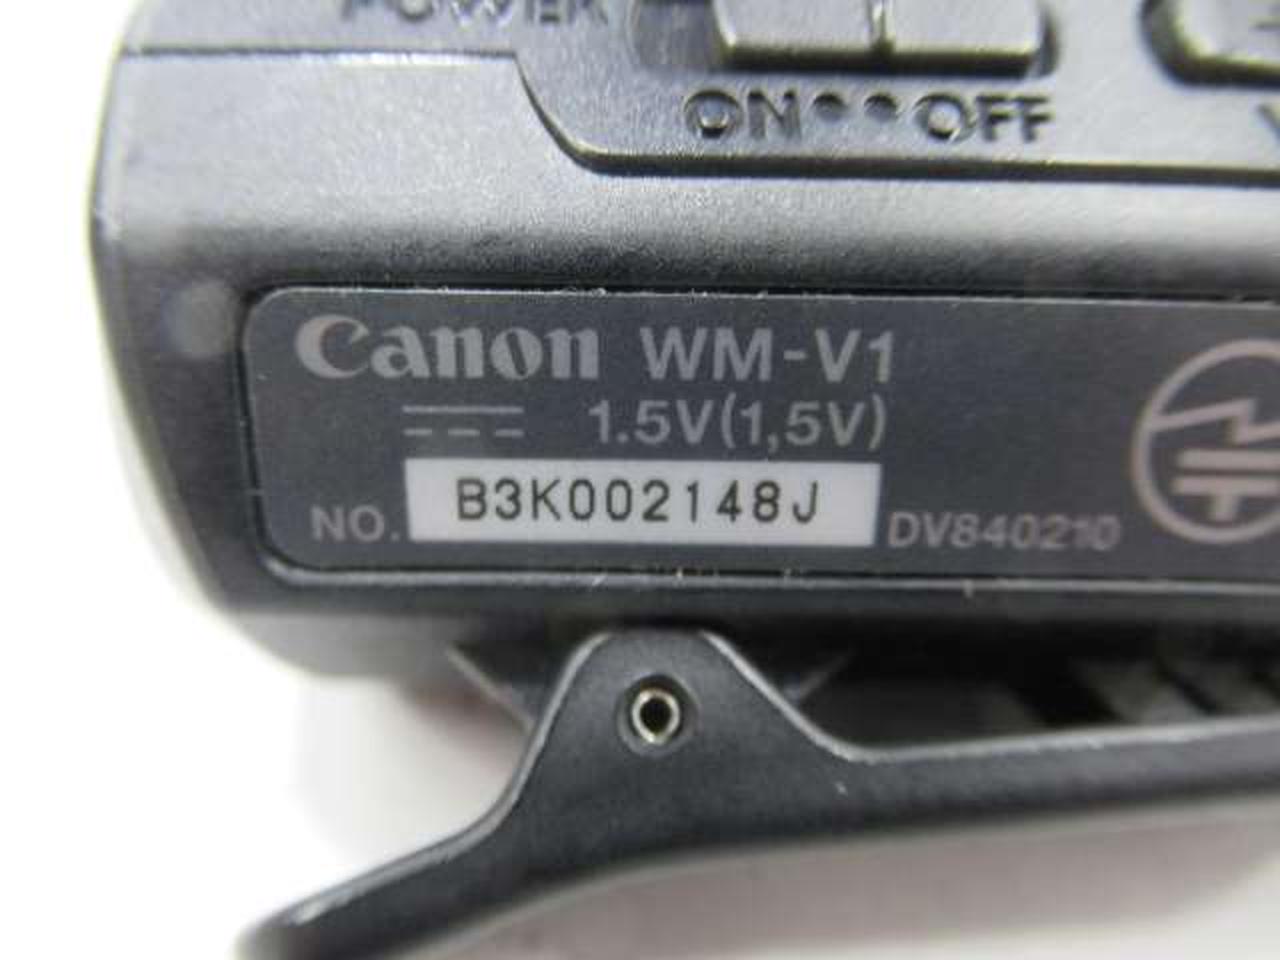 POWER
ON••OFF
Canon WM-V1
1.5V(1,5V)
NO. B3K002148J DV840210